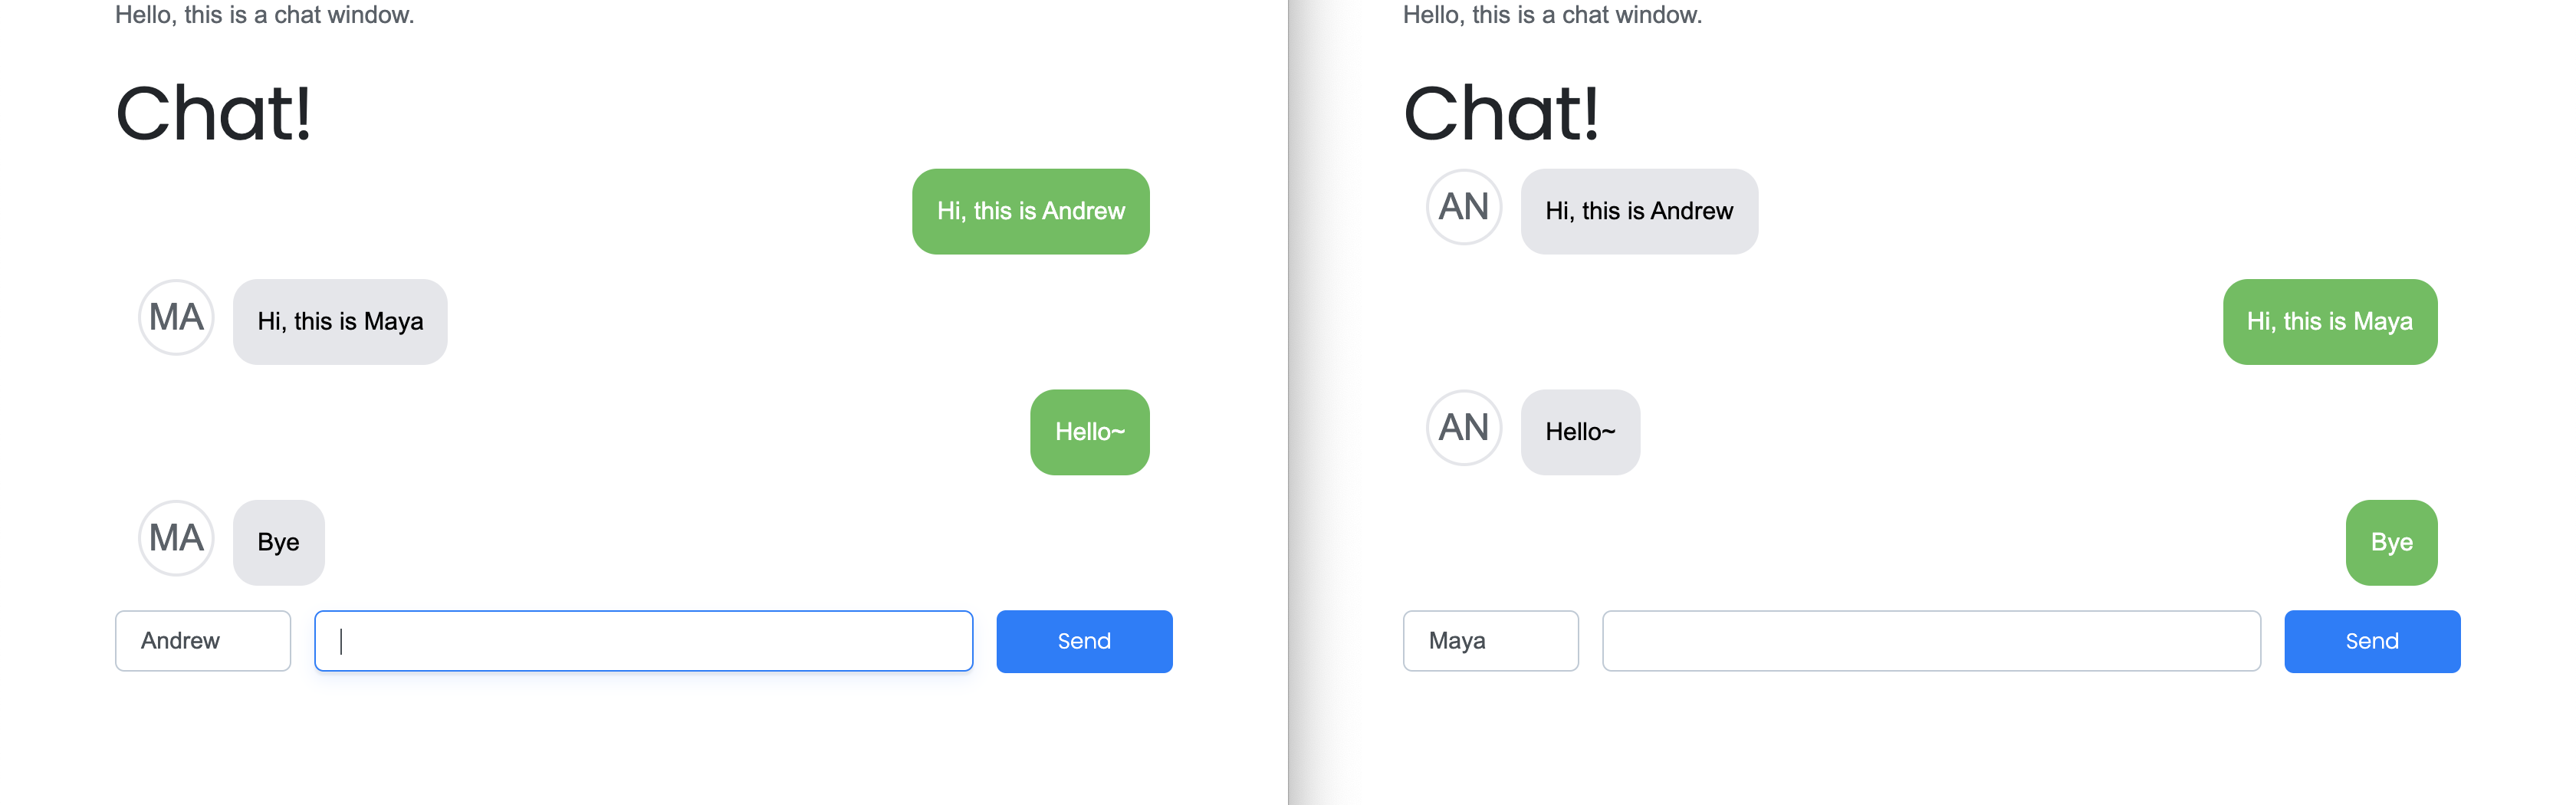 Hello, this is a chat window.
Chat!
Hi, this is Andrew
MA
Hi, this is Maya
Hello~
MA
Bye
Andrew
Send
Hello, this is a chat window.
Chat!
AN
Hi, this is Andrew
Hi, this is Maya
AN
Hello~
Bye
Maya
Send